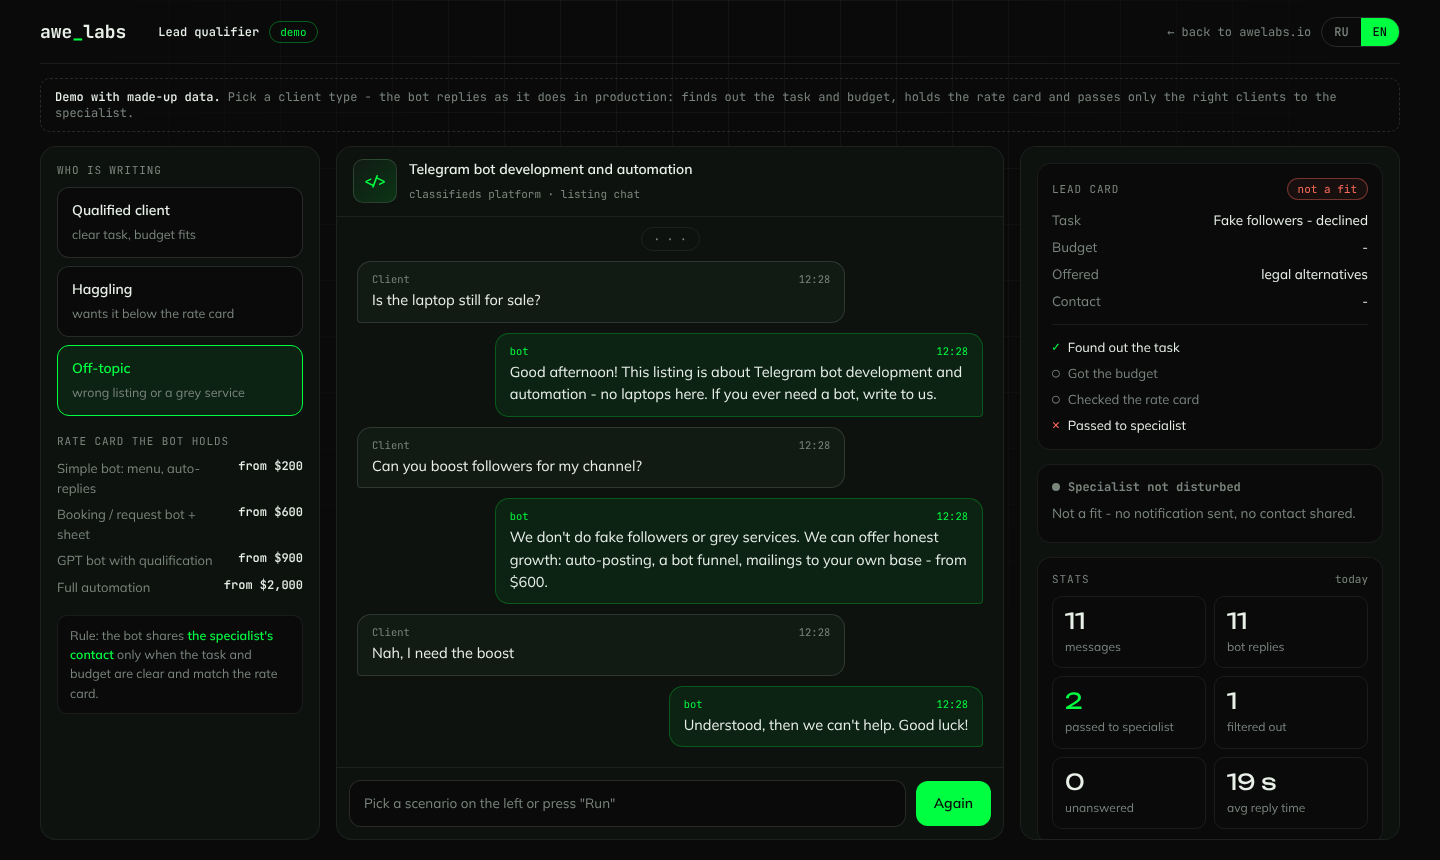 awe_labs
Lead qualifier
demo
← back to awelabs.io
RU
EN
Demo with made-up data. Pick a client type - the bot replies as it does in production: finds out the task and budget, holds the rate card and passes only the right clients to the
specialist.
WHO IS WRITING
Qualified client
clear task, budget fits
Haggling
wants it below the rate card
Off-topic
wrong listing or a grey service
RATE CARD THE BOT HOLDS
Simple bot: menu, auto- from $200
replies
Booking / request bot + from $600
sheet
GPT bot with qualification from $900
Full automation from $2,000
Rule: the bot shares the specialist's
contact only when the task and
budget are clear and match the rate
card.
</>
Telegram bot development and automation
classifieds platform · listing chat
· · ·
Client 12:28
Is the laptop still for sale?
bot 12:28
Good afternoon! This listing is about Telegram bot development and
automation - no laptops here. If you ever need a bot, write to us.
Client 12:28
Can you boost followers for my channel?
bot 12:28
We don't do fake followers or grey services. We can offer honest
growth: auto-posting, a bot funnel, mailings to your own base - from
$600.
Client 12:28
Nah, I need the boost
bot 12:28
Understood, then we can't help. Good luck!
Pick a scenario on the left or press "Run"
Again
LEAD CARD
not a fit
Task Fake followers - declined
Budget -
Offered legal alternatives
Contact -
✓ Found out the task
○ Got the budget
○ Checked the rate card
× Passed to specialist
Specialist not disturbed
Not a fit - no notification sent, no contact shared.
STATS today
11
messages
11
bot replies
2
passed to specialist
1
filtered out
0
unanswered
19 s
avg reply time